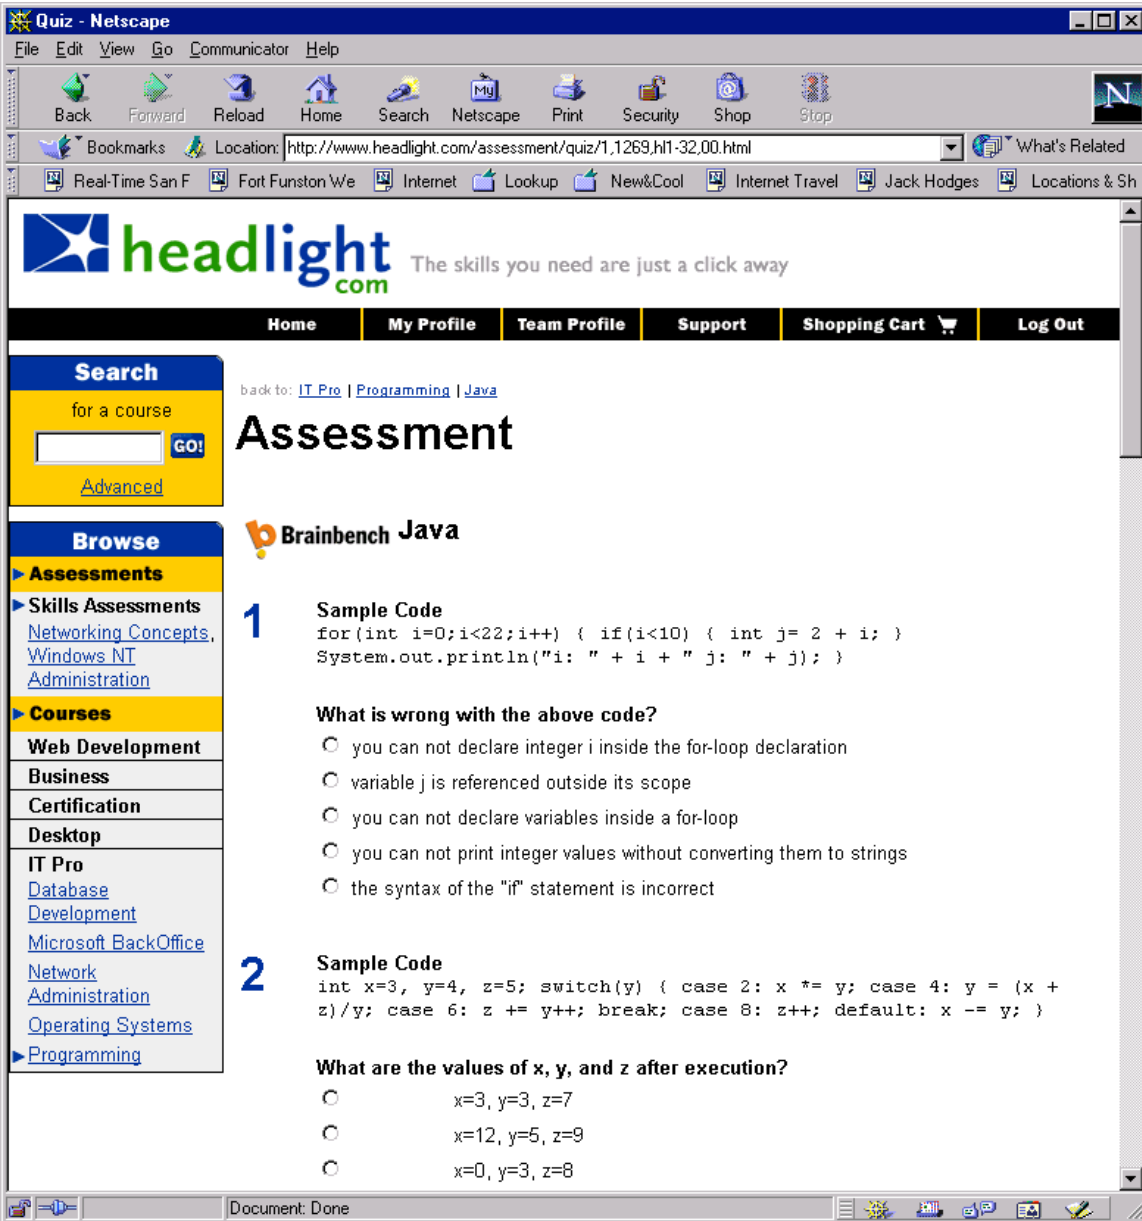 Quiz - Netscape
File Edit View Go Communicator Help
My
Back Forward Reload Home Search Netscape Print Security Shop Stop
N
Bookmarks Location: http://www.headlight.com/assessment/quiz/1,1269,hl1-32,00.html What's Related
Real-Time San F Fort Funston We Internet Lookup New&Cool Internet Travel Jack Hodges Locations & Sh
headlight
com
The skills you need are just a click away
Home My Profile Team Profile Support Shopping Cart Log Out
Search
for a course
GO!
Advanced
Browse
Assessments
Skills Assessments
Networking Concepts,
Windows NT
Administration
Courses
Web Development
Business
Certification
Desktop
IT Pro
Database
Development
Microsoft BackOffice
Network
Administration
Operating Systems
Programming
back to: IT Pro | Programming | Java
Assessment
Brainbench Java
1
Sample Code
for(int i=0;i<22;i++) { if(i<10) { int j= 2 + i; }
System.out.println("i: " + i + " j: " + j); }
What is wrong with the above code?
you can not declare integer i inside the for-loop declaration
variable j is referenced outside its scope
you can not declare variables inside a for-loop
you can not print integer values without converting them to strings
the syntax of the "if" statement is incorrect
2
Sample Code
int x=3, y=4, z=5; switch(y) { case 2: x *= y; case 4: y = (x +
z)/y; case 6: z += y++; break; case 8: z++; default: x -= y; }
What are the values of x, y, and z after execution?
x=3, y=3, z=7
x=12, y=5, z=9
x=0, y=3, z=8
Document: Done